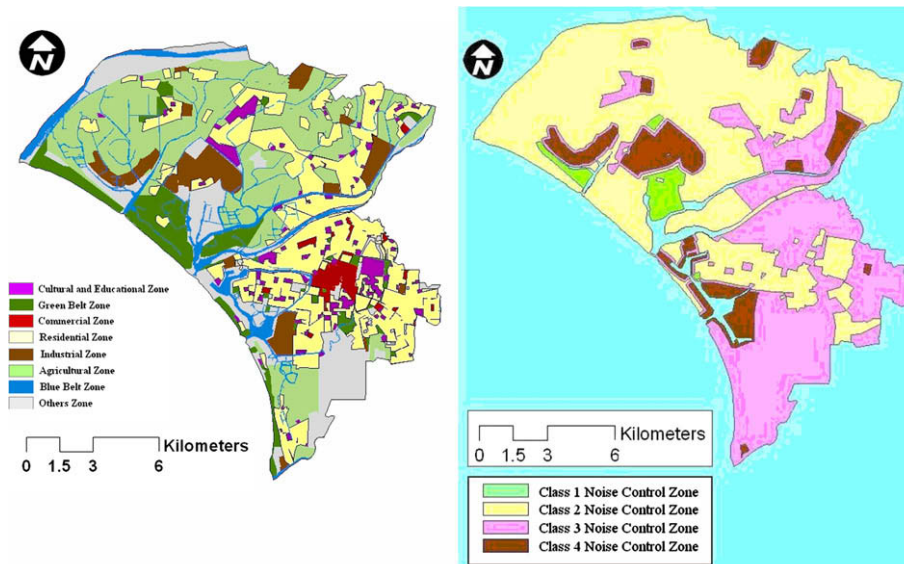 N
Cultural and Educational Zone
Green Belt Zone
Commercial Zone
Residential Zone
Industrial Zone
Agricultural Zone
Blue Belt Zone
Others Zone
Kilometers
0 1.5 3 6
N
Kilometers
0 1.5 3 6
Class 1 Noise Control Zone
Class 2 Noise Control Zone
Class 3 Noise Control Zone
Class 4 Noise Control Zone